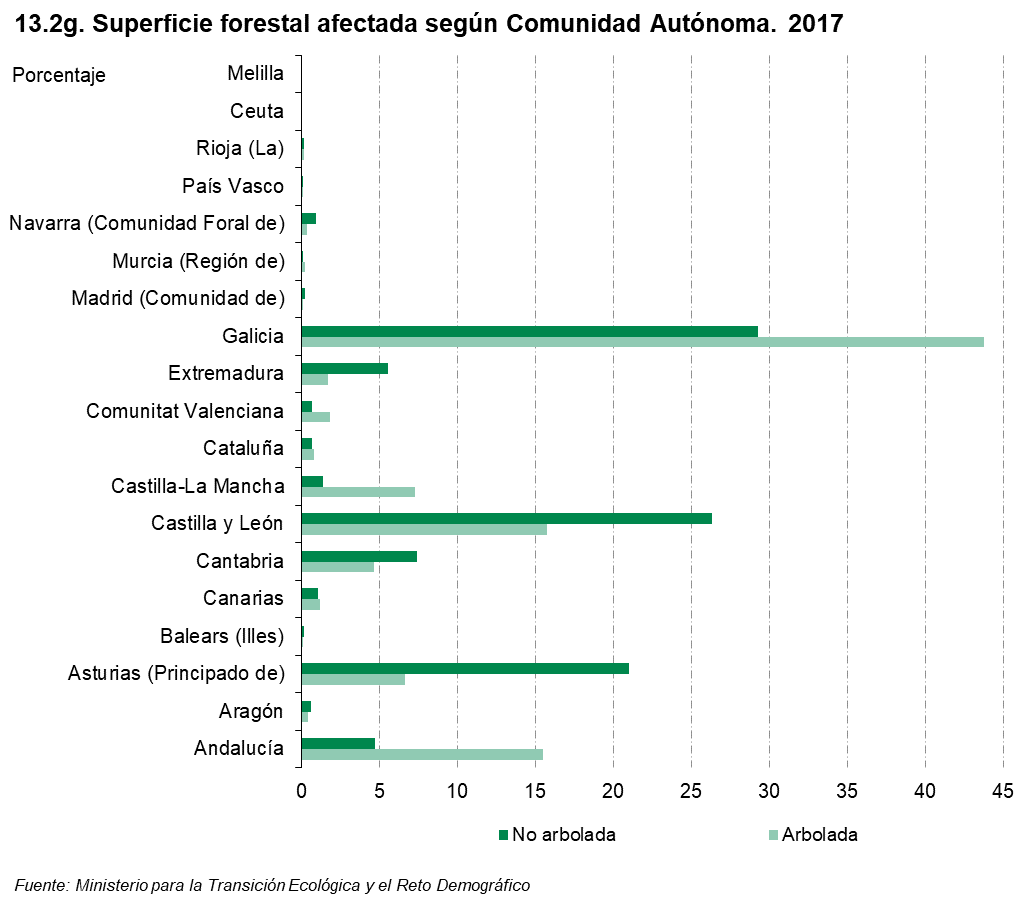 13.2g. Superficie forestal afectada según Comunidad Autónoma. 2017
Porcentaje
Melilla
Ceuta
Rioja (La)
País Vasco
Navarra (Comunidad Foral de)
Murcia (Región de)
Madrid (Comunidad de)
Galicia
Extremadura
Comunitat Valenciana
Cataluña
Castilla-La Mancha
Castilla y León
Cantabria
Canarias
Balears (Illes)
Asturias (Principado de)
Aragón
Andalucía
0 5 10 15 20 25 30 35 40 45
No arbolada Arbolada
Fuente: Ministerio para la Transición Ecológica y el Reto Demográfico